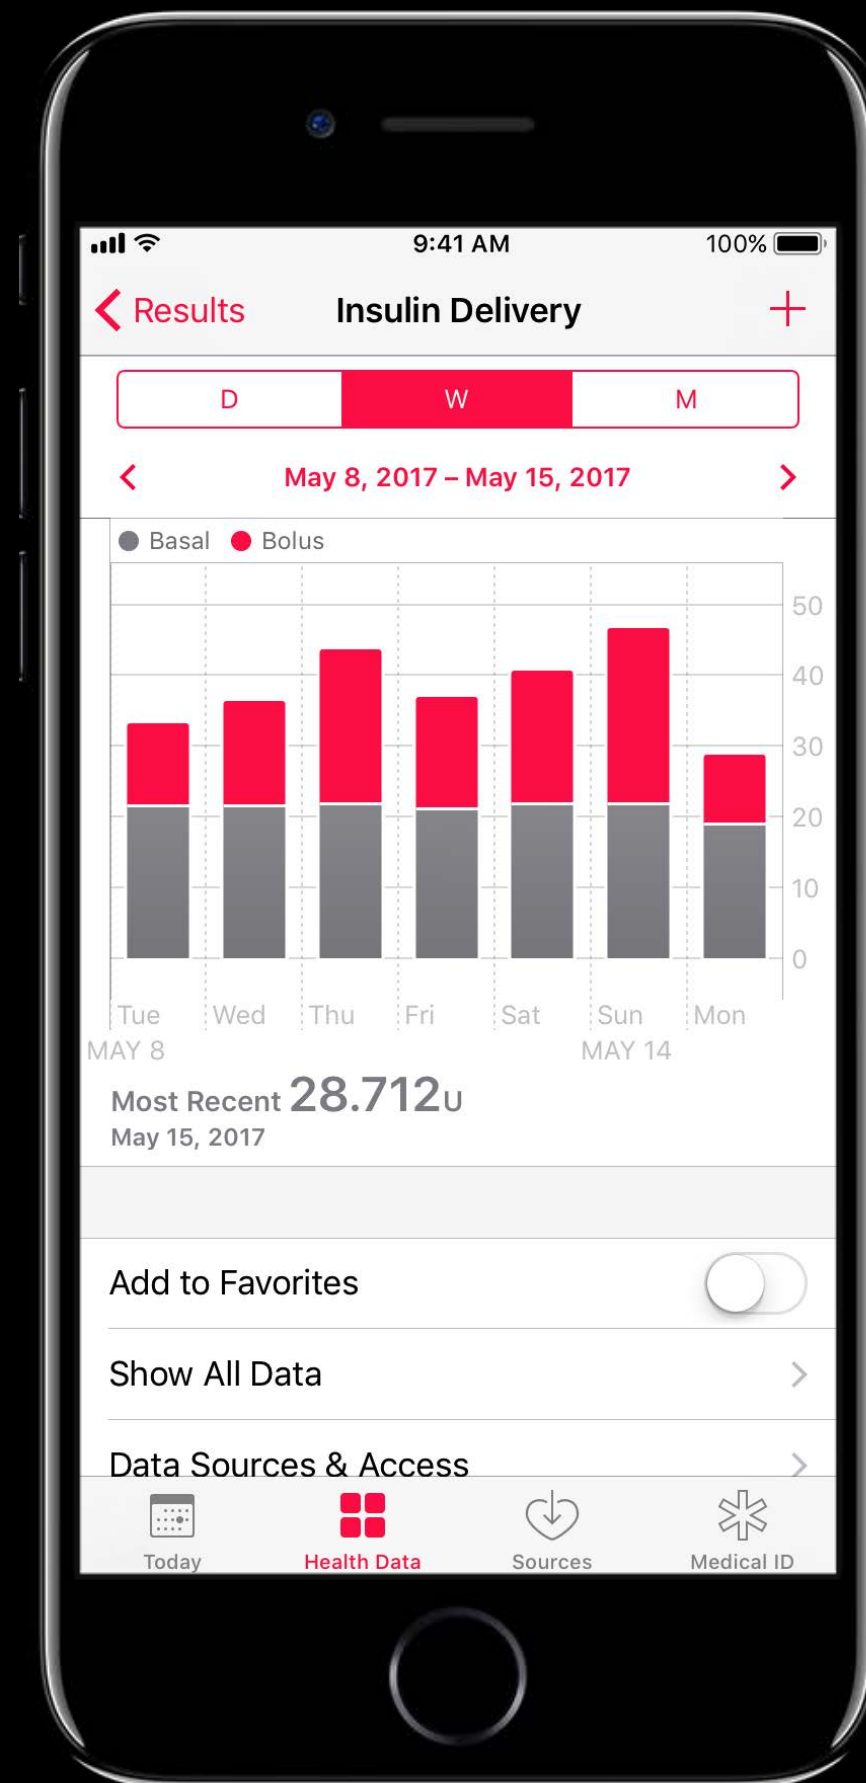 9:41 AM 100%
Results Insulin Delivery
D W M
May 8, 2017 – May 15, 2017
Basal Bolus
50
40
30
20
10
0
Tue Wed Thu Fri Sat Sun Mon
MAY 8 MAY 14
Most Recent 28.712U
May 15, 2017
Add to Favorites
Show All Data
Data Sources & Access
Today Health Data Sources Medical ID